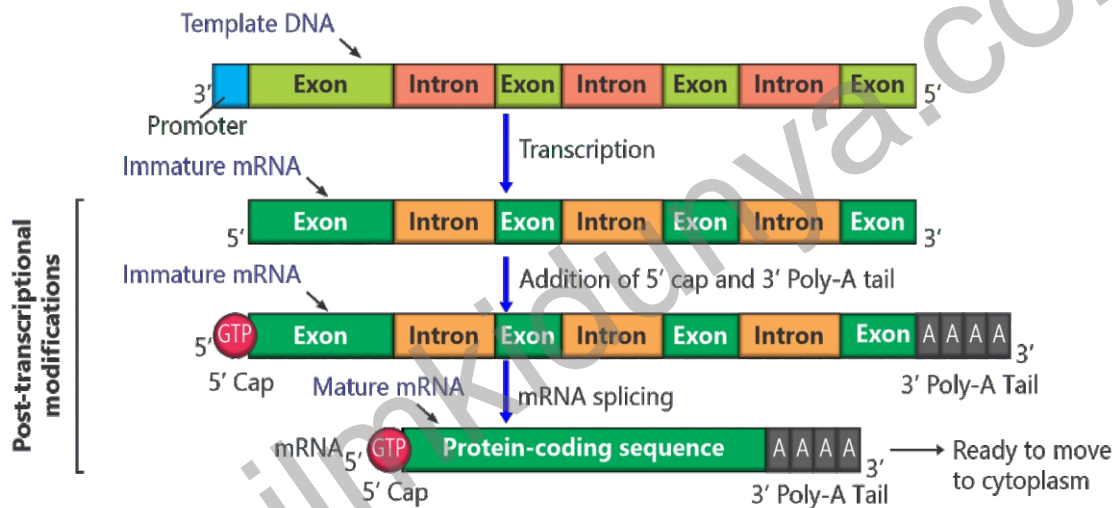 Template DNA
3′ Exon Intron Exon Intron Exon Intron Exon 5′
Promoter
Transcription
Immature mRNA
5′ Exon Intron Exon Intron Exon Intron Exon 3′
Post-transcriptional
modifications
Immature mRNA
Addition of 5′ cap and 3′ Poly-A tail
5′ GTP Exon Intron Exon Intron Exon Intron Exon A A A A 3′
5′ Cap
3′ Poly-A Tail
Mature mRNA
mRNA splicing
mRNA 5′ GTP Protein-coding sequence A A A A 3′
Ready to move
to cytoplasm
5′ Cap
3′ Poly-A Tail
ilmkidunya.co